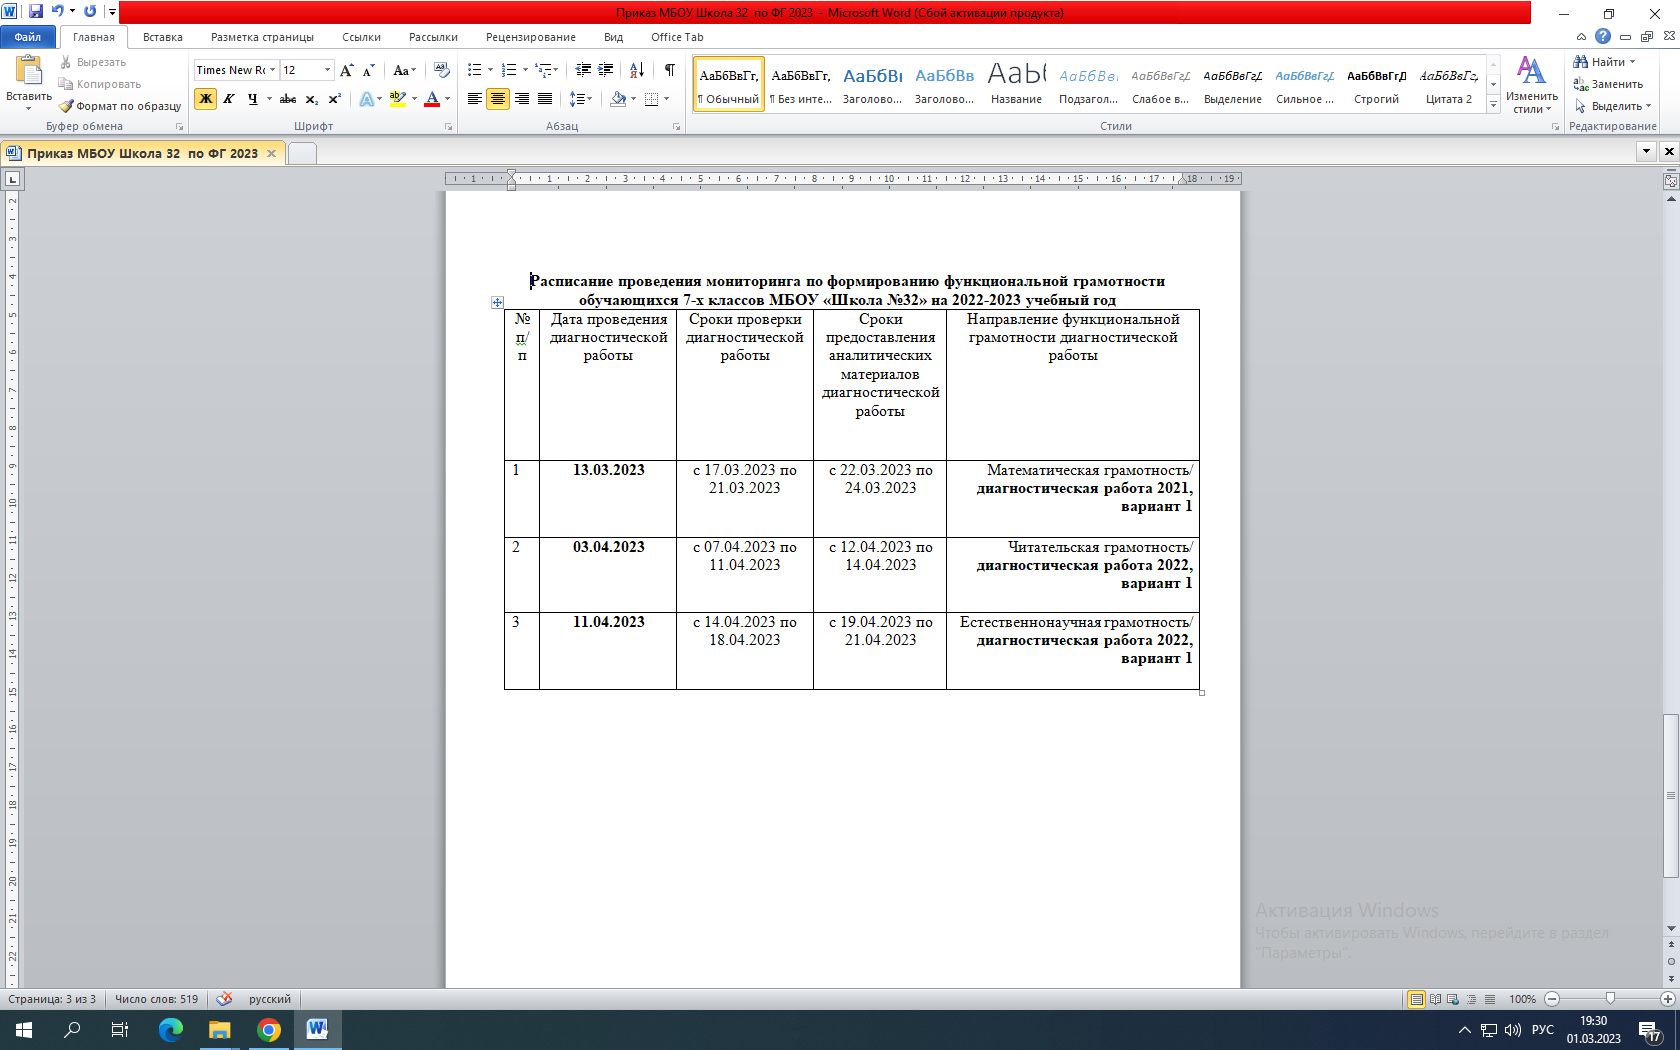 Приказ МБОУ Школа 32  по ФГ 2023  -  Microsoft Word (Сбой активации продукта)
Файл Главная Вставка Разметка страницы Ссылки Рассылки Рецензирование Вид Office Tab
Вставить
Вырезать
Копировать
Формат по образцу
Буфер обмена
Times New Rc 12
Шрифт
Абзац
АаБбВвГг, АаБбВвГг, АаБбВı АаБбВв АаБб АаБбВвı АаБбВвГгД АаБбВвГгД АаБбВвГгД АаБбВвГгД АаБбВвГг,
¶ Обычный ¶ Без инте... Заголово... Заголово... Название Подзагол... Слабое в... Выделение Сильное ... Строгий Цитата 2
Стили
Изменить
стили
Найти
Заменить
Выделить
Редактирование
Приказ МБОУ Школа 32  по ФГ 2023
Расписание проведения мониторинга по формированию функциональной грамотности
обучающихся 7-х классов МБОУ «Школа №32» на 2022-2023 учебный год
№
п/
п
Дата проведения
диагностической
работы
Сроки проверки
диагностической
работы
Сроки
предоставления
аналитических
материалов
диагностической
работы
Направление функциональной
грамотности диагностической
работы
1
13.03.2023
с 17.03.2023 по
21.03.2023
с 22.03.2023 по
24.03.2023
Математическая грамотность/
диагностическая работа 2021,
вариант 1
2
03.04.2023
с 07.04.2023 по
11.04.2023
с 12.04.2023 по
14.04.2023
Читательская грамотность/
диагностическая работа 2022,
вариант 1
3
11.04.2023
с 14.04.2023 по
18.04.2023
с 19.04.2023 по
21.04.2023
Естественнонаучная грамотность/
диагностическая работа 2022,
вариант 1
Активация Windows
Чтобы активировать Windows, перейдите в раздел
"Параметры".
Страница: 3 из 3 Число слов: 519 русский 100%
РУС
19:30
01.03.2023
17